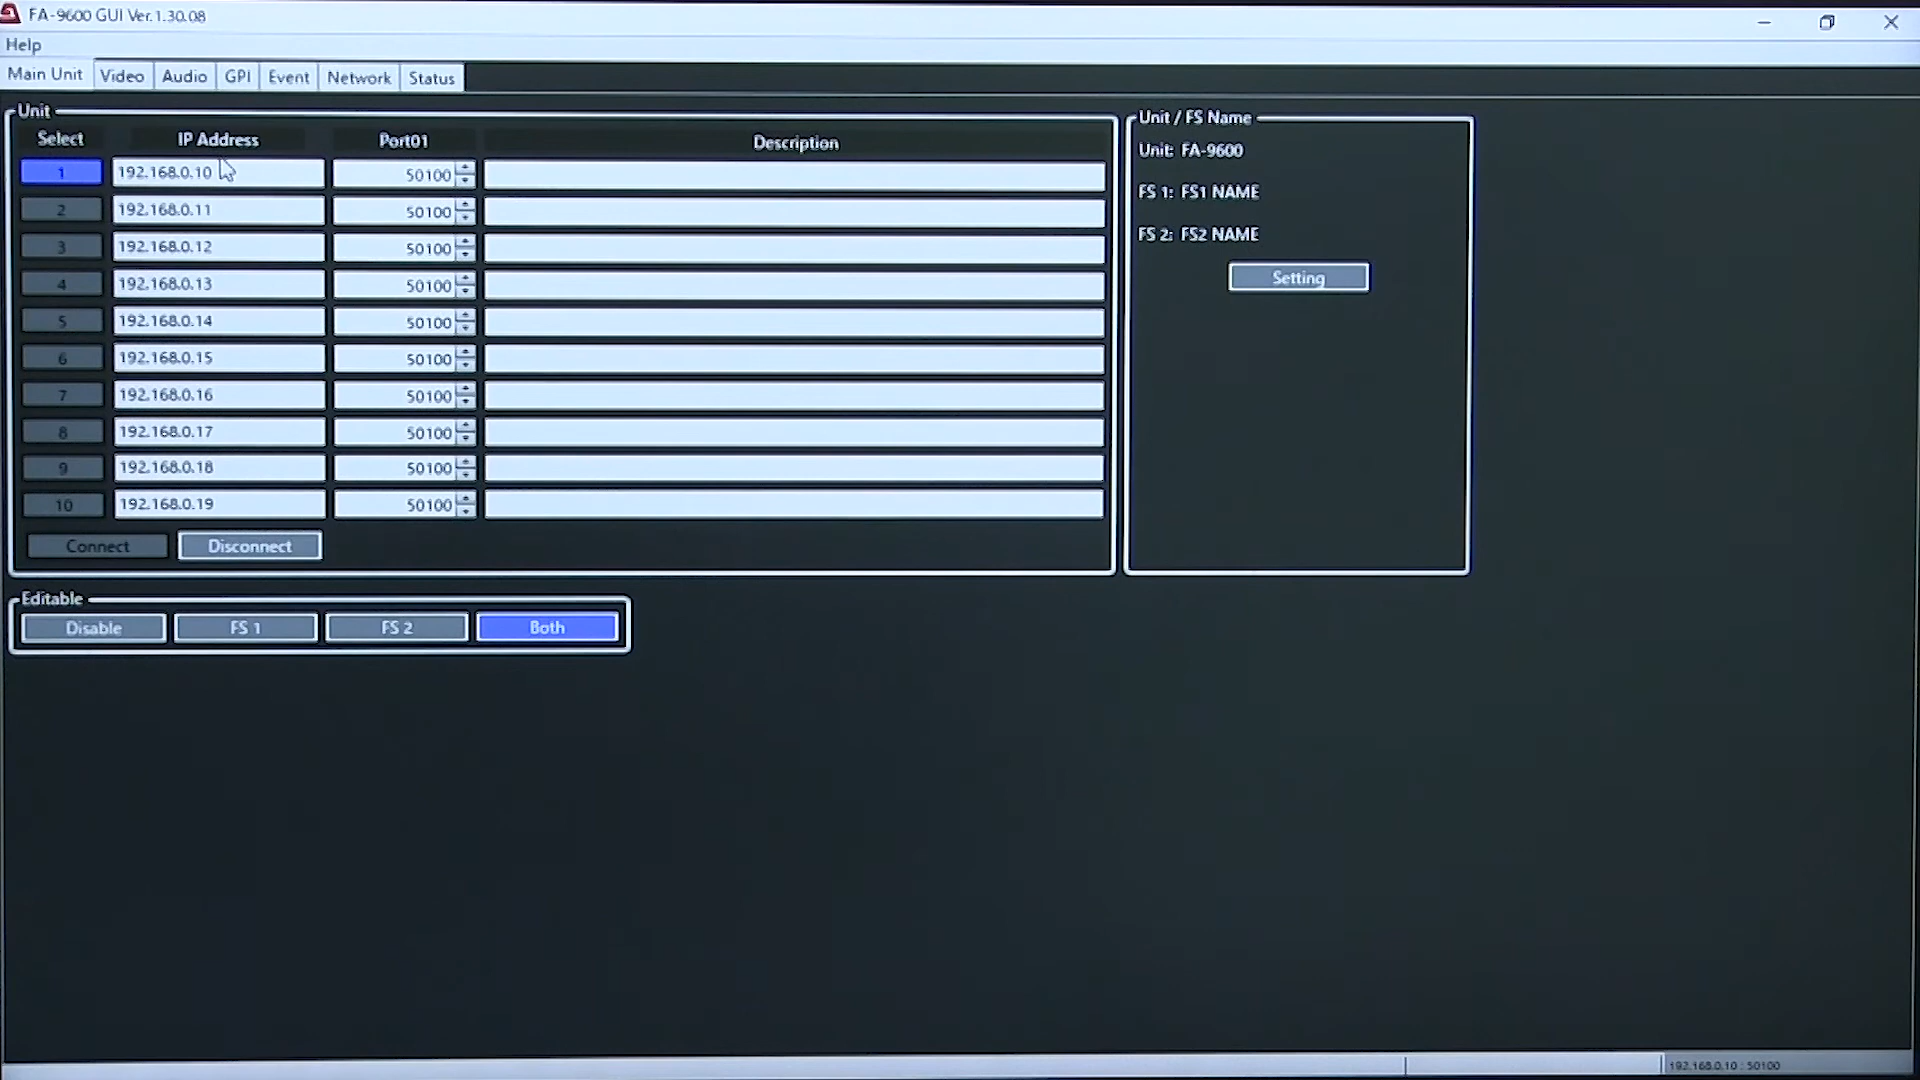 FA-9600 GUI Ver.1.30.08
Help
Main Unit Video Audio GPI Event Network Status
Unit
Select IP Address Port01 Description
1 192.168.0.10 50100
2 192.168.0.11 50100
3 192.168.0.12 50100
4 192.168.0.13 50100
5 192.168.0.14 50100
6 192.168.0.15 50100
7 192.168.0.16 50100
8 192.168.0.17 50100
9 192.168.0.18 50100
10 192.168.0.19 50100
Connect Disconnect
Unit / FS Name
Unit: FA-9600
FS 1: FS1 NAME
FS 2: FS2 NAME
Setting
Editable
Disable FS 1 FS 2 Both
192.168.0.10 : 50100